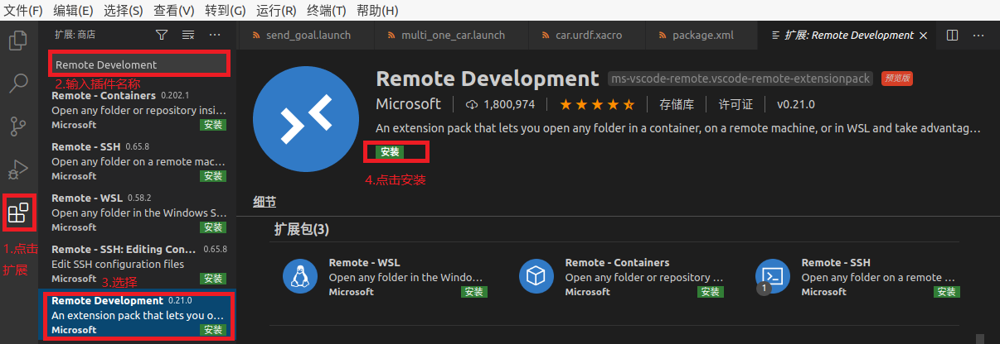 文件(F) 编辑(E) 选择(S) 查看(V) 转到(G) 运行(R) 终端(T) 帮助(H)
扩展: 商店 ···
send_goal.launch multi_one_car.launch car.urdf.xacro package.xml 扩展: Remote Development ×
Remote Develoment
2.输入插件名称
Remote - Containers 0.202.1
Open any folder or repository insi...
Microsoft 安装
Remote - SSH 0.65.8
Open any folder on a remote mac...
Microsoft 安装
Remote - WSL 0.58.2
Open any folder in the Windows S...
Microsoft 安装
1.点击
扩展
Remote - SSH: Editing Con... 0.65.8
Edit SSH configuration files
Microsoft 安装
3.选择
Remote Development 0.21.0
An extension pack that lets you o...
Microsoft 安装
Remote Development ms-vscode-remote.vscode-remote-extensionpack 预览版
Microsoft 1,800,974 存储库 许可证 v0.21.0
An extension pack that lets you open any folder in a container, on a remote machine, or in WSL and take advantag...
安装
4.点击安装
细节
扩展包(3)
Remote - WSL
Open any folder in the Windo...
Microsoft 安装
Remote - Containers
Open any folder or repository ...
Microsoft 安装
Remote - SSH
Open any folder on a remote ...
1 Microsoft 安装